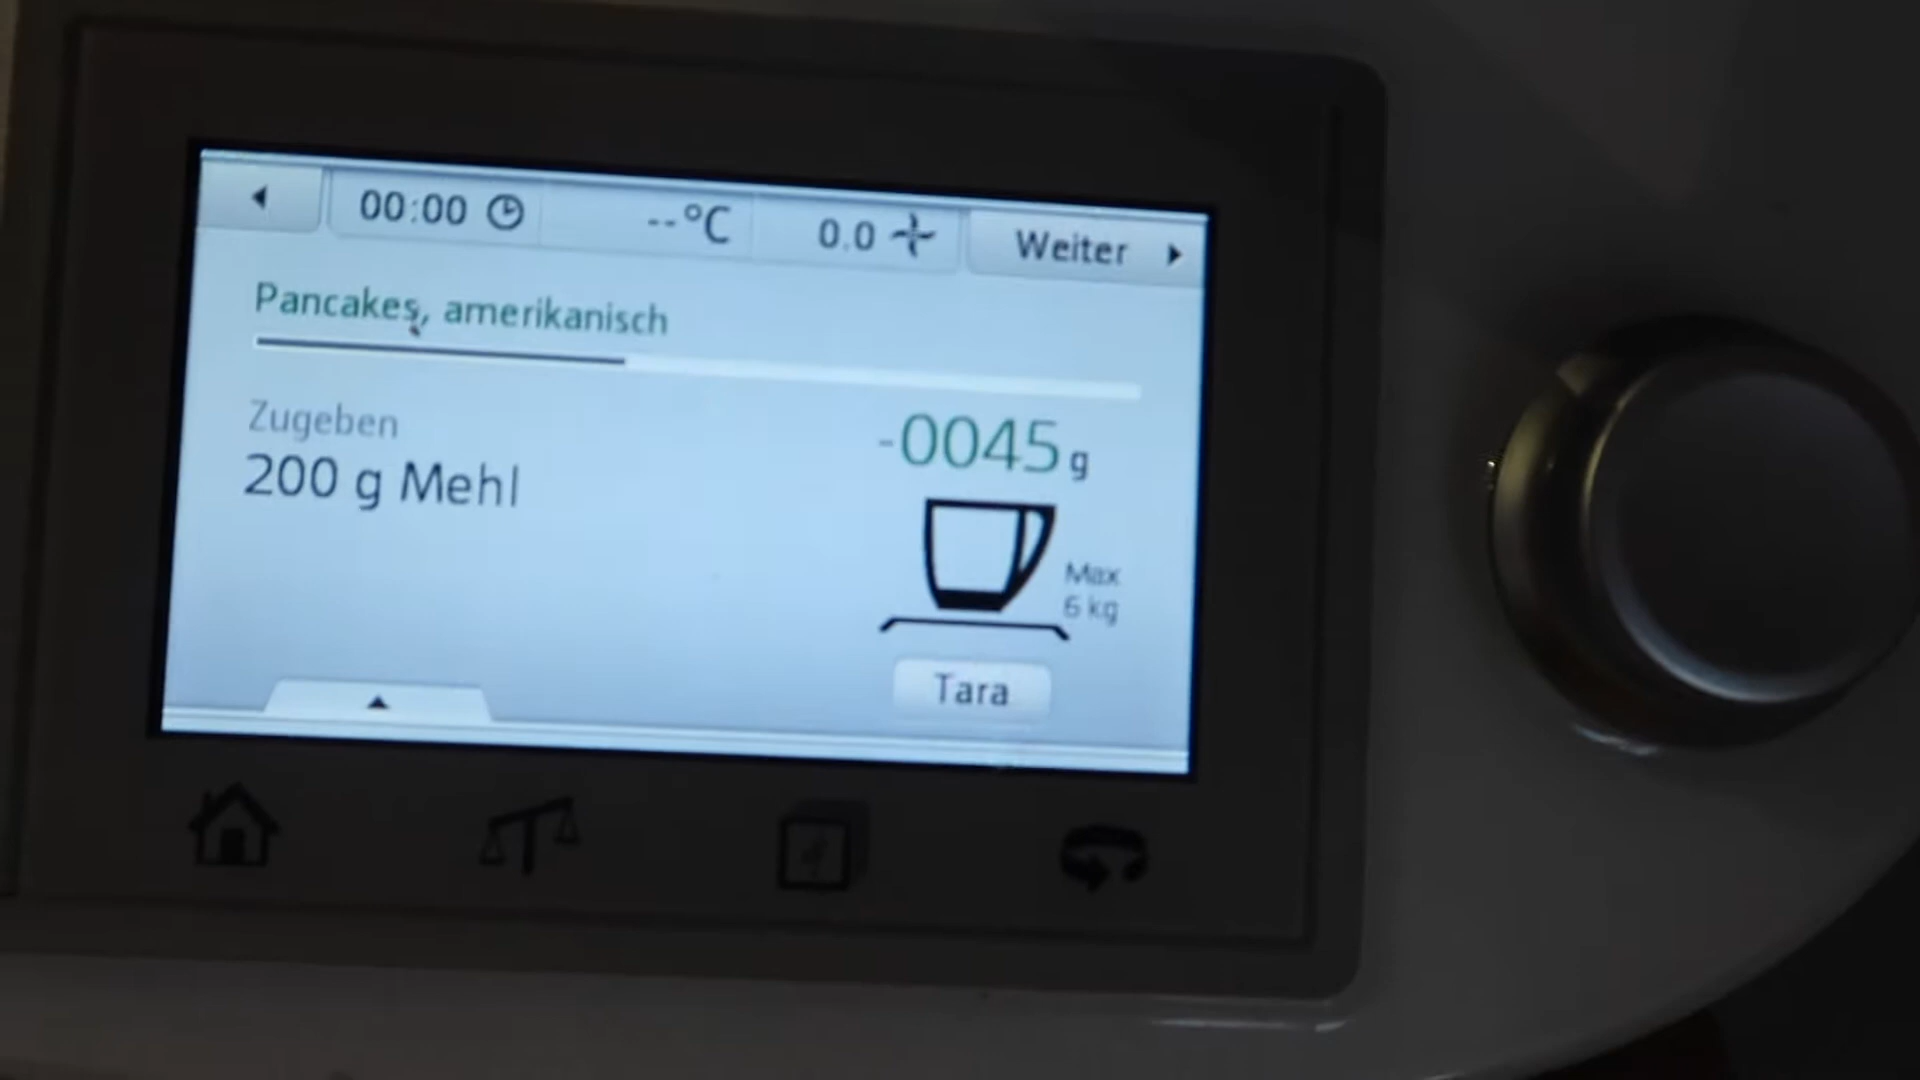 00:00 --°C 0.0 Weiter
Pancakes, amerikanisch
Zugeben
200 g Mehl
-0045 g
Max
6 kg
Tara